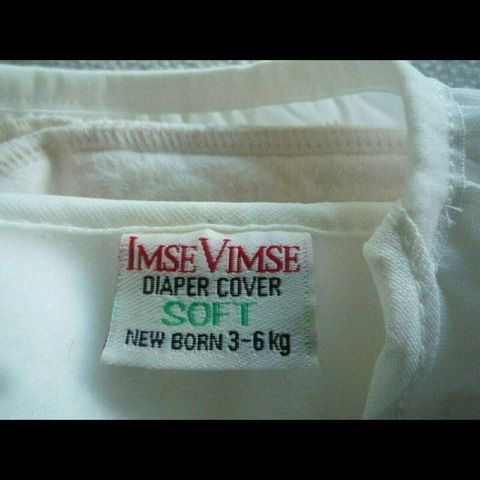 IMSE VIMSE
DIAPER COVER
SOFT
NEW BORN 3-6 kg